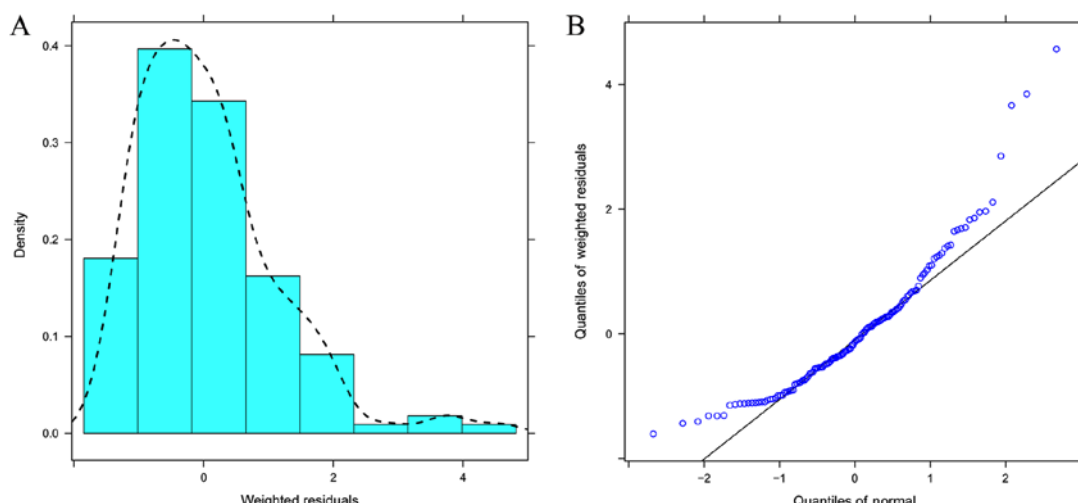 A
B
0.4
0.3
0.2
0.1
0.0
Density
0
2
4
Weighted residuals
4
2
0
Quantiles of weighted residuals
−2
−1
0
1
2
Quantiles of normal